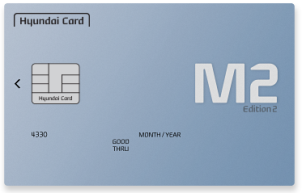 Hyundai Card
M2
Edition2
Hyundai Card
4330
MONTH / YEAR
GOOD
THRU